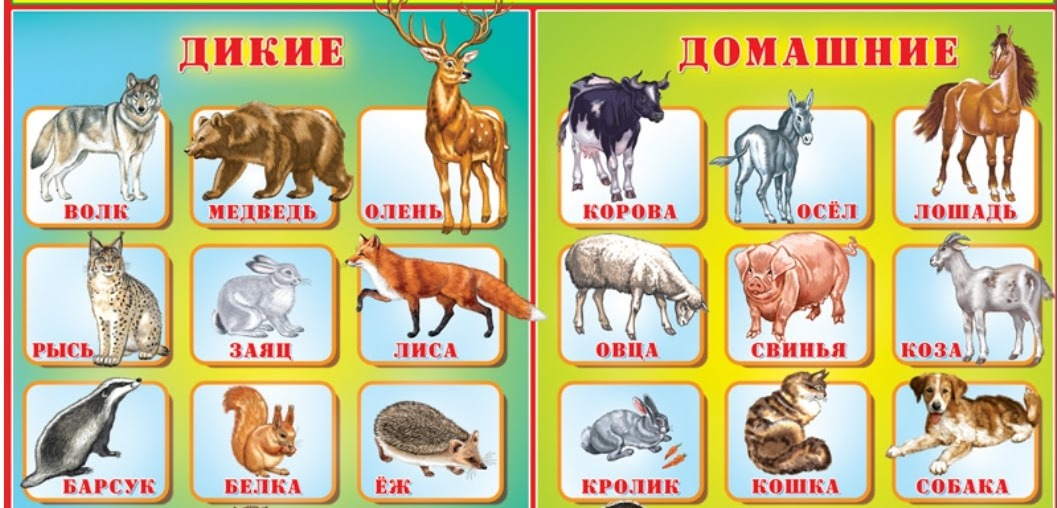 ДИКИЕ
ВОЛК
МЕДВЕДЬ
ОЛЕНЬ
РЫСЬ
ЗАЯЦ
ЛИСА
БАРСУК
БЕЛКА
ЁЖ
ДОМАШНИЕ
КОРОВА
ОСЁЛ
ЛОШАДЬ
ОВЦА
СВИНЬЯ
КОЗА
КРОЛИК
КОШКА
СОБАКА